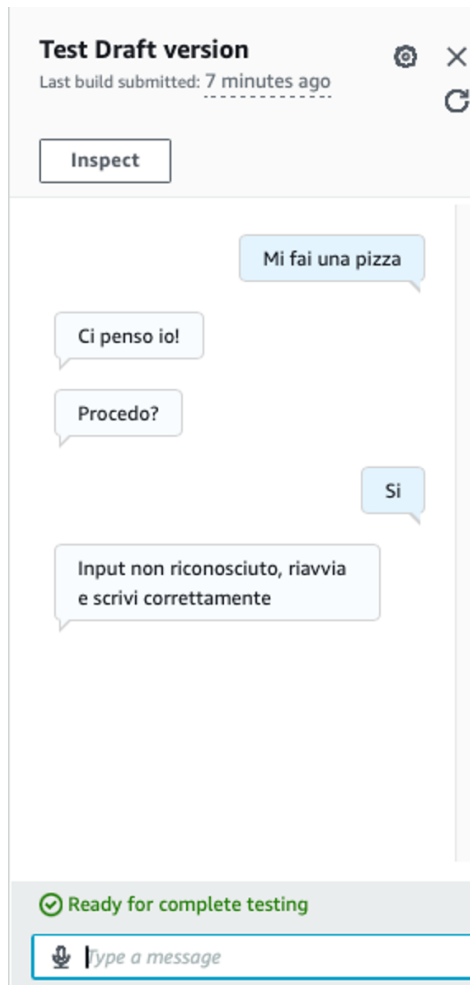 Test Draft version
Last build submitted: 7 minutes ago
Inspect
Mi fai una pizza
Ci penso io!
Procedo?
Si
Input non riconosciuto, riavvia
e scrivi correttamente
Ready for complete testing
Type a message